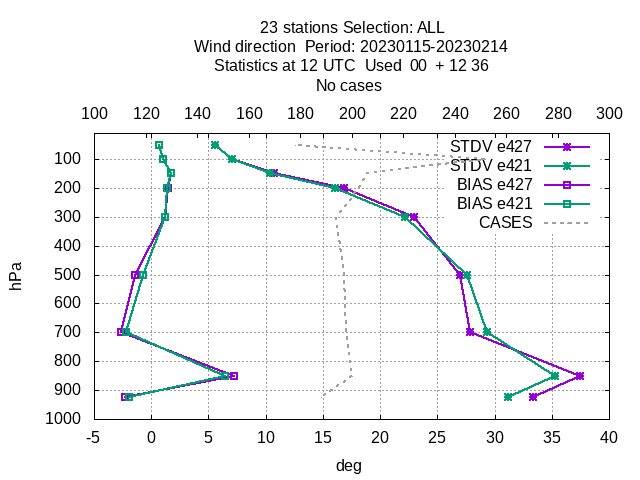 23 stations Selection: ALL
Wind direction  Period: 20230115-20230214
Statistics at 12 UTC  Used  00  + 12 36
No cases
100 120 140 160 180 200 220 240 260 280 300
STDV e427
STDV e421
BIAS e427
BIAS e421
CASES
100
200
300
400
500
600
700
800
900
1000
hPa
-5 0 5 10 15 20 25 30 35 40
deg